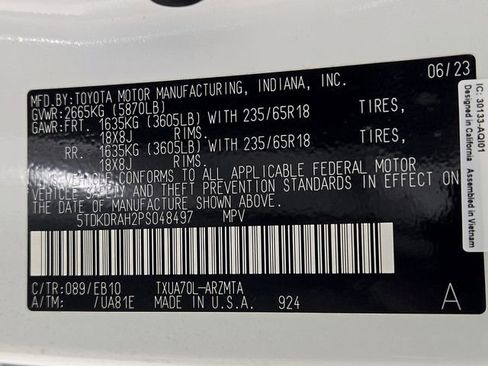 MFD.BY:TOYOTA MOTOR MANUFACTURING, INDIANA, INC. 06/23
GVWR:2665KG (5870LB)
GAWR:FRT. 1635KG (3605LB) WITH 235/65R18 TIRES,
18X8J RIMS.
RR. 1635KG (3605LB) WITH 235/65R18 TIRES,
18X8J RIMS.
THIS VEHICLE CONFORMS TO ALL APPLICABLE FEDERAL MOTOR
VEHICLE SAFETY AND THEFT PREVENTION STANDARDS IN EFFECT ON
THE DATE OF MANUFACTURE SHOWN ABOVE.
5TDKDRAH2PS048497 MPV
C/TR:089/EB10 TXUA70L-ARZMTA
A/TM: /UA81E MADE IN U.S.A. 924 A
IC: 30133-AQI01
Designed in California Assembled in Vietnam